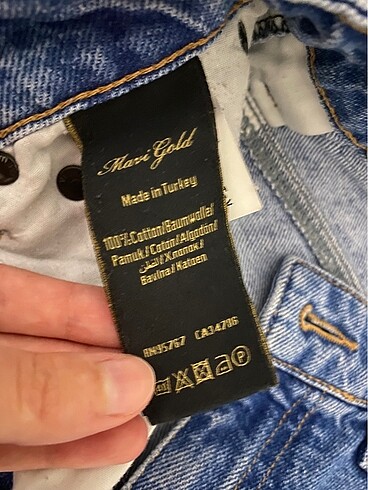 Mavi Gold
Made in Turkey
100% Cotton/Baumwolle/
Pamuk/Coton/Algodón/
/قطن/Хлопок
Bavlna/Katoen
RN95767 CA34706
P